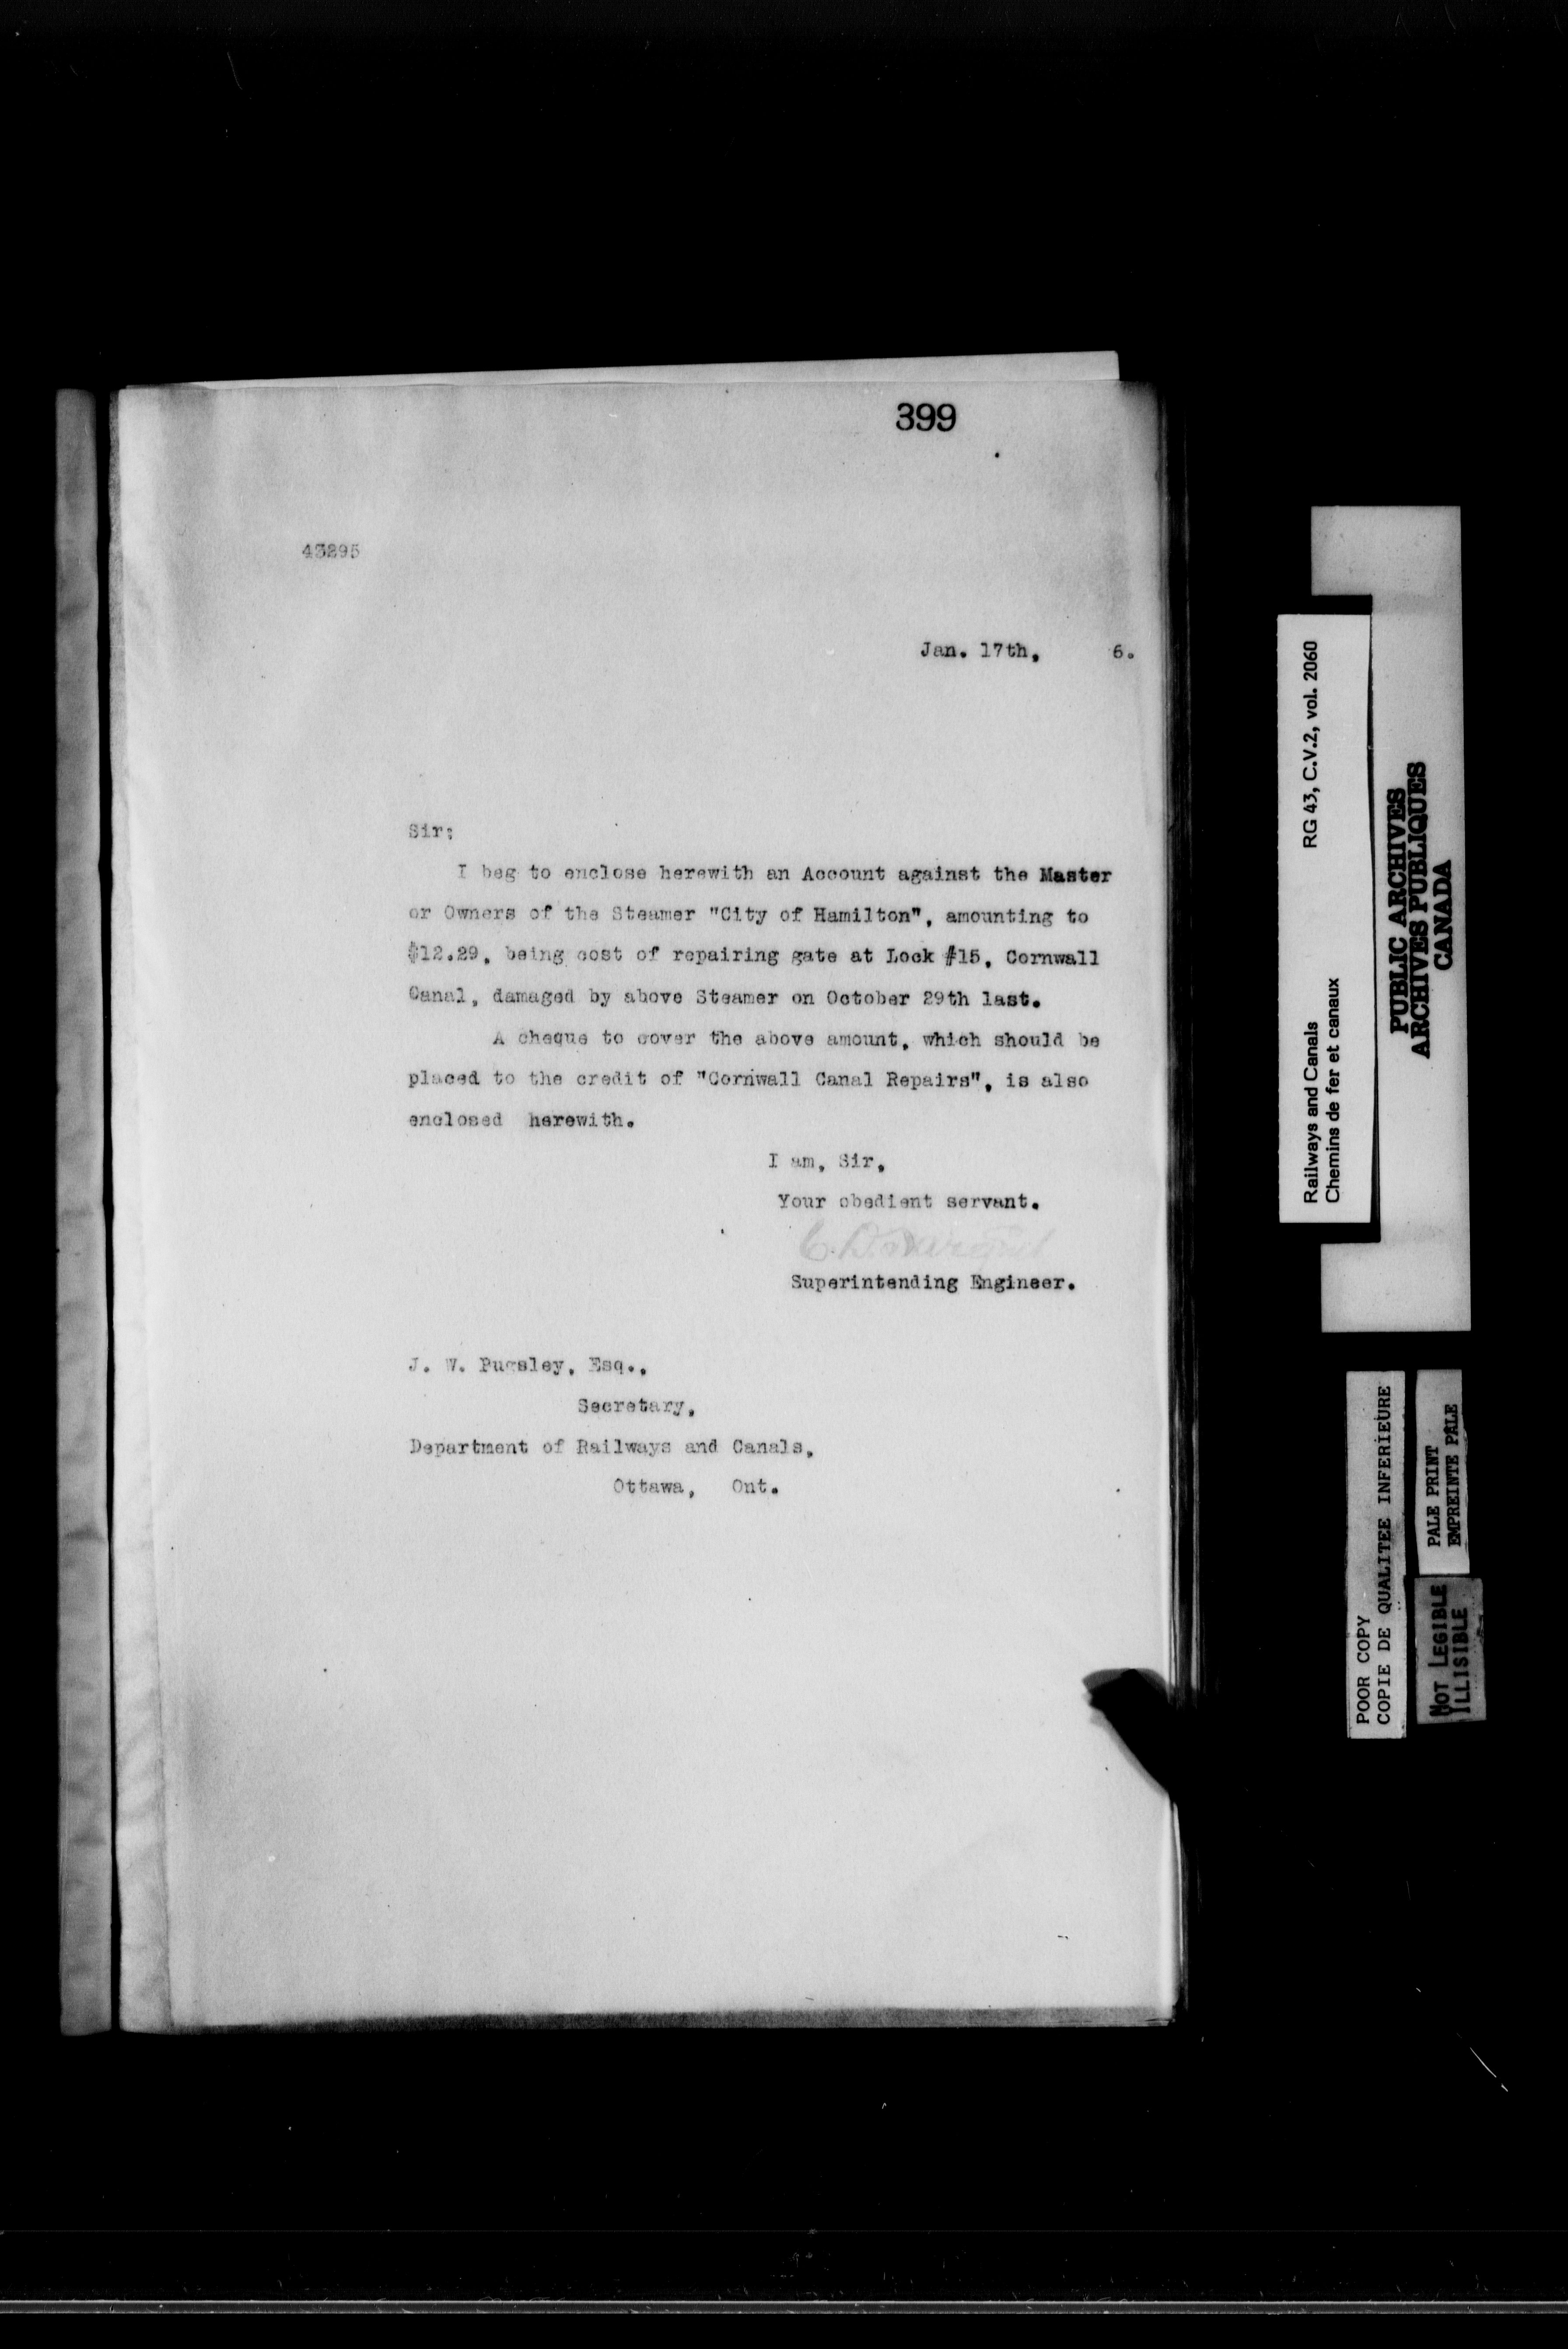 399
43295
Jan. 17th, 6.
Sir:
I beg to enclose herewith an Account against the Master
or Owners of the Steamer "City of Hamilton", amounting to
$12.29, being cost of repairing gate at Lock #15, Cornwall
Canal, damaged by above Steamer on October 29th last.
A cheque to cover the above amount, which should be
placed to the credit of "Cornwall Canal Repairs", is also
enclosed herewith.
I am, Sir,
Your obedient servant.
Superintending Engineer.
J. W. Pugsley, Esq.,
Secretary,
Department of Railways and Canals,
Ottawa, Ont.
Railways and Canals RG 43, C.V.2, vol. 2060
Chemins de fer et canaux
PUBLIC ARCHIVES
ARCHIVES PUBLIQUES
CANADA
POOR COPY
COPIE DE QUALITEE INFERIEURE
PALE PRINT
EMPREINTE PÂLE
NOT LEGIBLE
ILLISIBLE